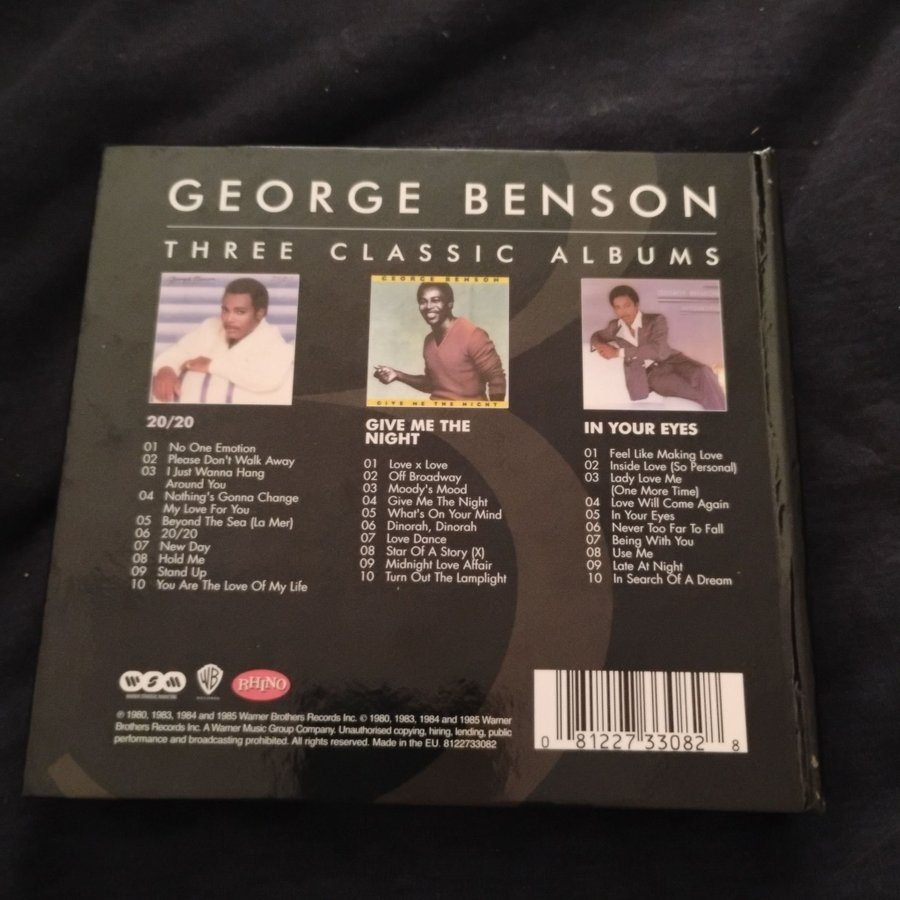 GEORGE BENSON
THREE CLASSIC ALBUMS
20/20
01 No One Emotion
02 Please Don't Walk Away
03 I Just Wanna Hang
Around You
04 Nothing's Gonna Change
My Love For You
05 Beyond The Sea (La Mer)
06 20/20
07 New Day
08 Hold Me
09 Stand Up
10 You Are The Love Of My Life
GEORGE BENSON
GIVE ME THE NIGHT
GIVE ME THE
NIGHT
01 Love x Love
02 Off Broadway
03 Moody's Mood
04 Give Me The Night
05 What's On Your Mind
06 Dinorah, Dinorah
07 Love Dance
08 Star Of A Story (X)
09 Midnight Love Affair
10 Turn Out The Lamplight
IN YOUR EYES
01 Feel Like Making Love
02 Inside Love (So Personal)
03 Lady Love Me
(One More Time)
04 Love Will Come Again
05 In Your Eyes
06 Never Too Far To Fall
07 Being With You
08 Use Me
09 Late At Night
10 In Search Of A Dream
WSM
WB
RHINO
℗ 1980, 1983, 1984 and 1985 Warner Brothers Records Inc. © 1980, 1983, 1984 and 1985 Warner
Brothers Records Inc. A Warner Music Group Company. Unauthorised copying, hiring, lending, public
performance and broadcasting prohibited. All rights reserved. Made in the EU. 8122733082
0 81227 33082 8